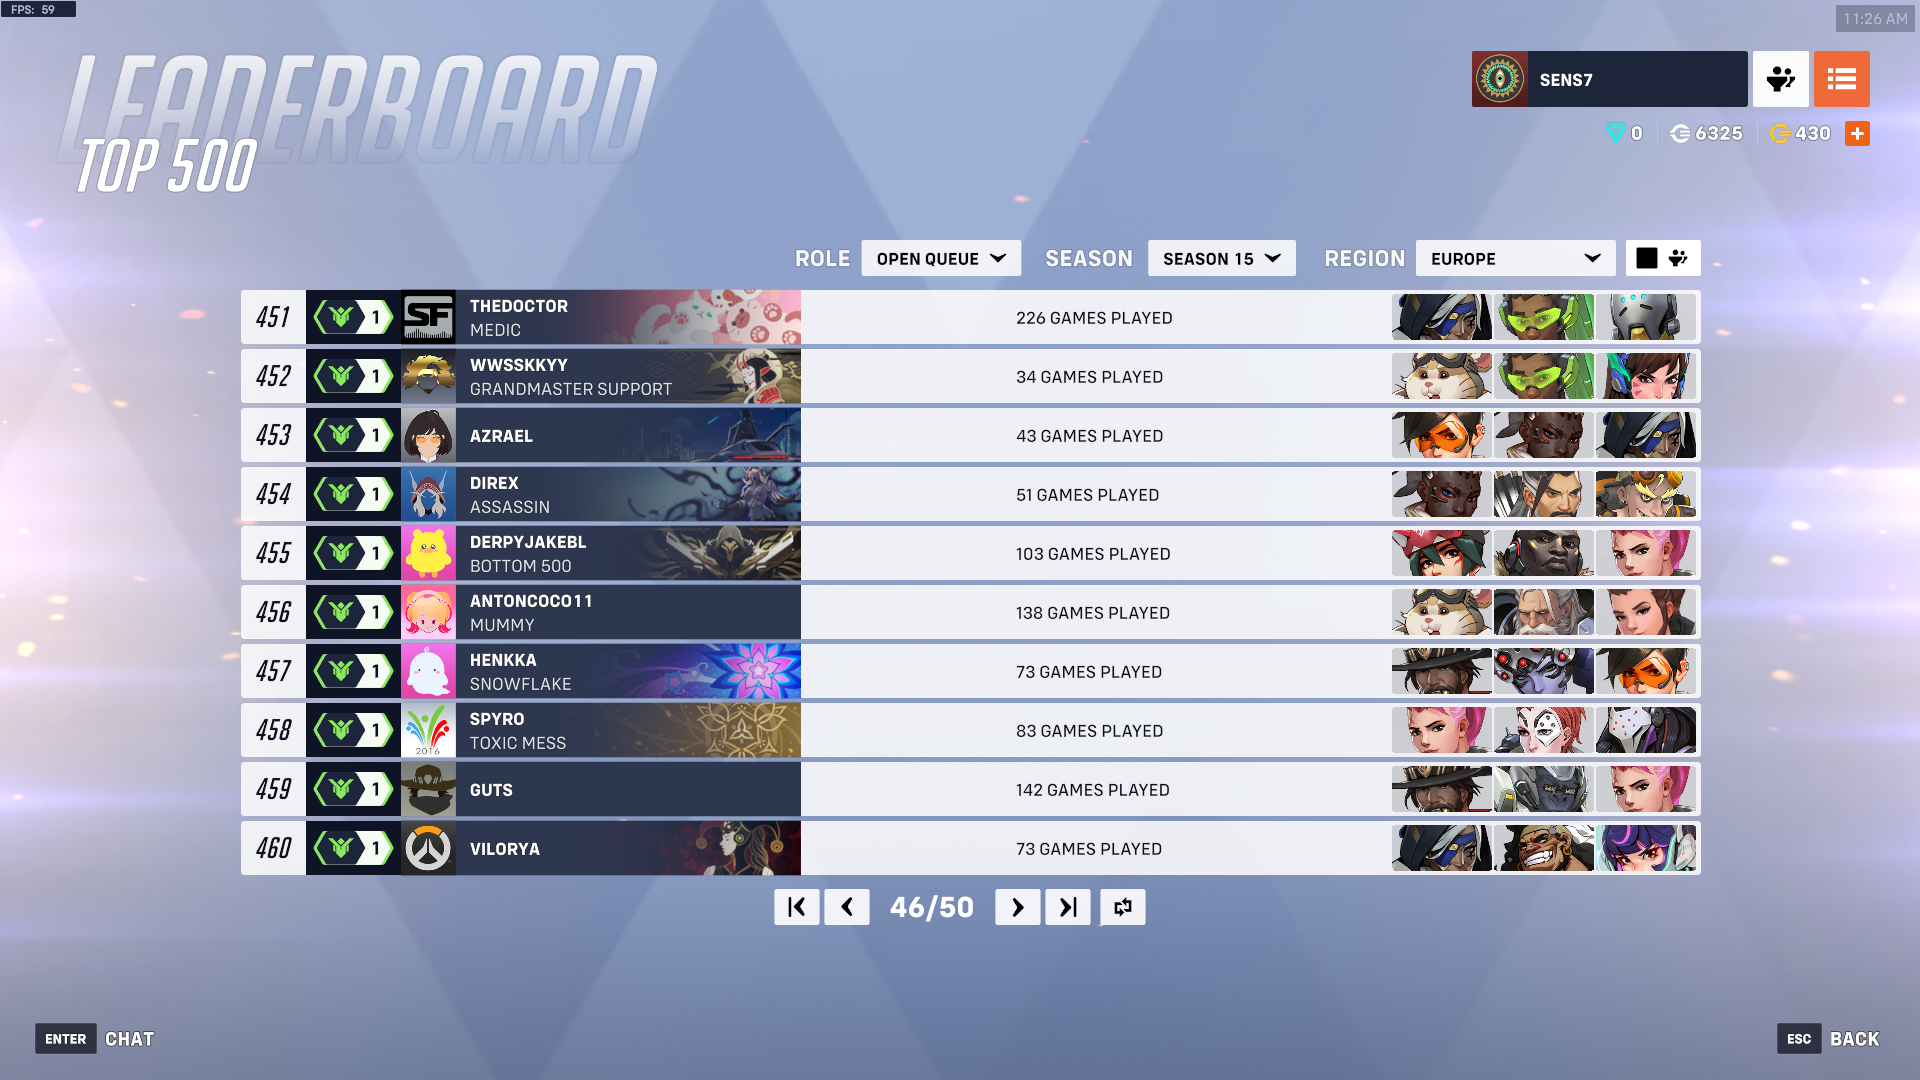 FPS: 59
11:26 AM
LEADERBOARD
TOP 500
SENS7
0 6325 430
ROLE OPEN QUEUE SEASON SEASON 15 REGION EUROPE
451 1 SF THEDOCTOR MEDIC 226 GAMES PLAYED
452 1 WWSSKKYY GRANDMASTER SUPPORT 34 GAMES PLAYED
453 1 AZRAEL 43 GAMES PLAYED
454 1 DIREX ASSASSIN 51 GAMES PLAYED
455 1 DERPYJAKEBL BOTTOM 500 103 GAMES PLAYED
456 1 ANTONCOCO11 MUMMY 138 GAMES PLAYED
457 1 HENKKA SNOWFLAKE 73 GAMES PLAYED
458 1 2016 SPYRO TOXIC MESS 83 GAMES PLAYED
459 1 GUTS 142 GAMES PLAYED
460 1 VILORYA 73 GAMES PLAYED
46/50
ENTER CHAT
ESC BACK